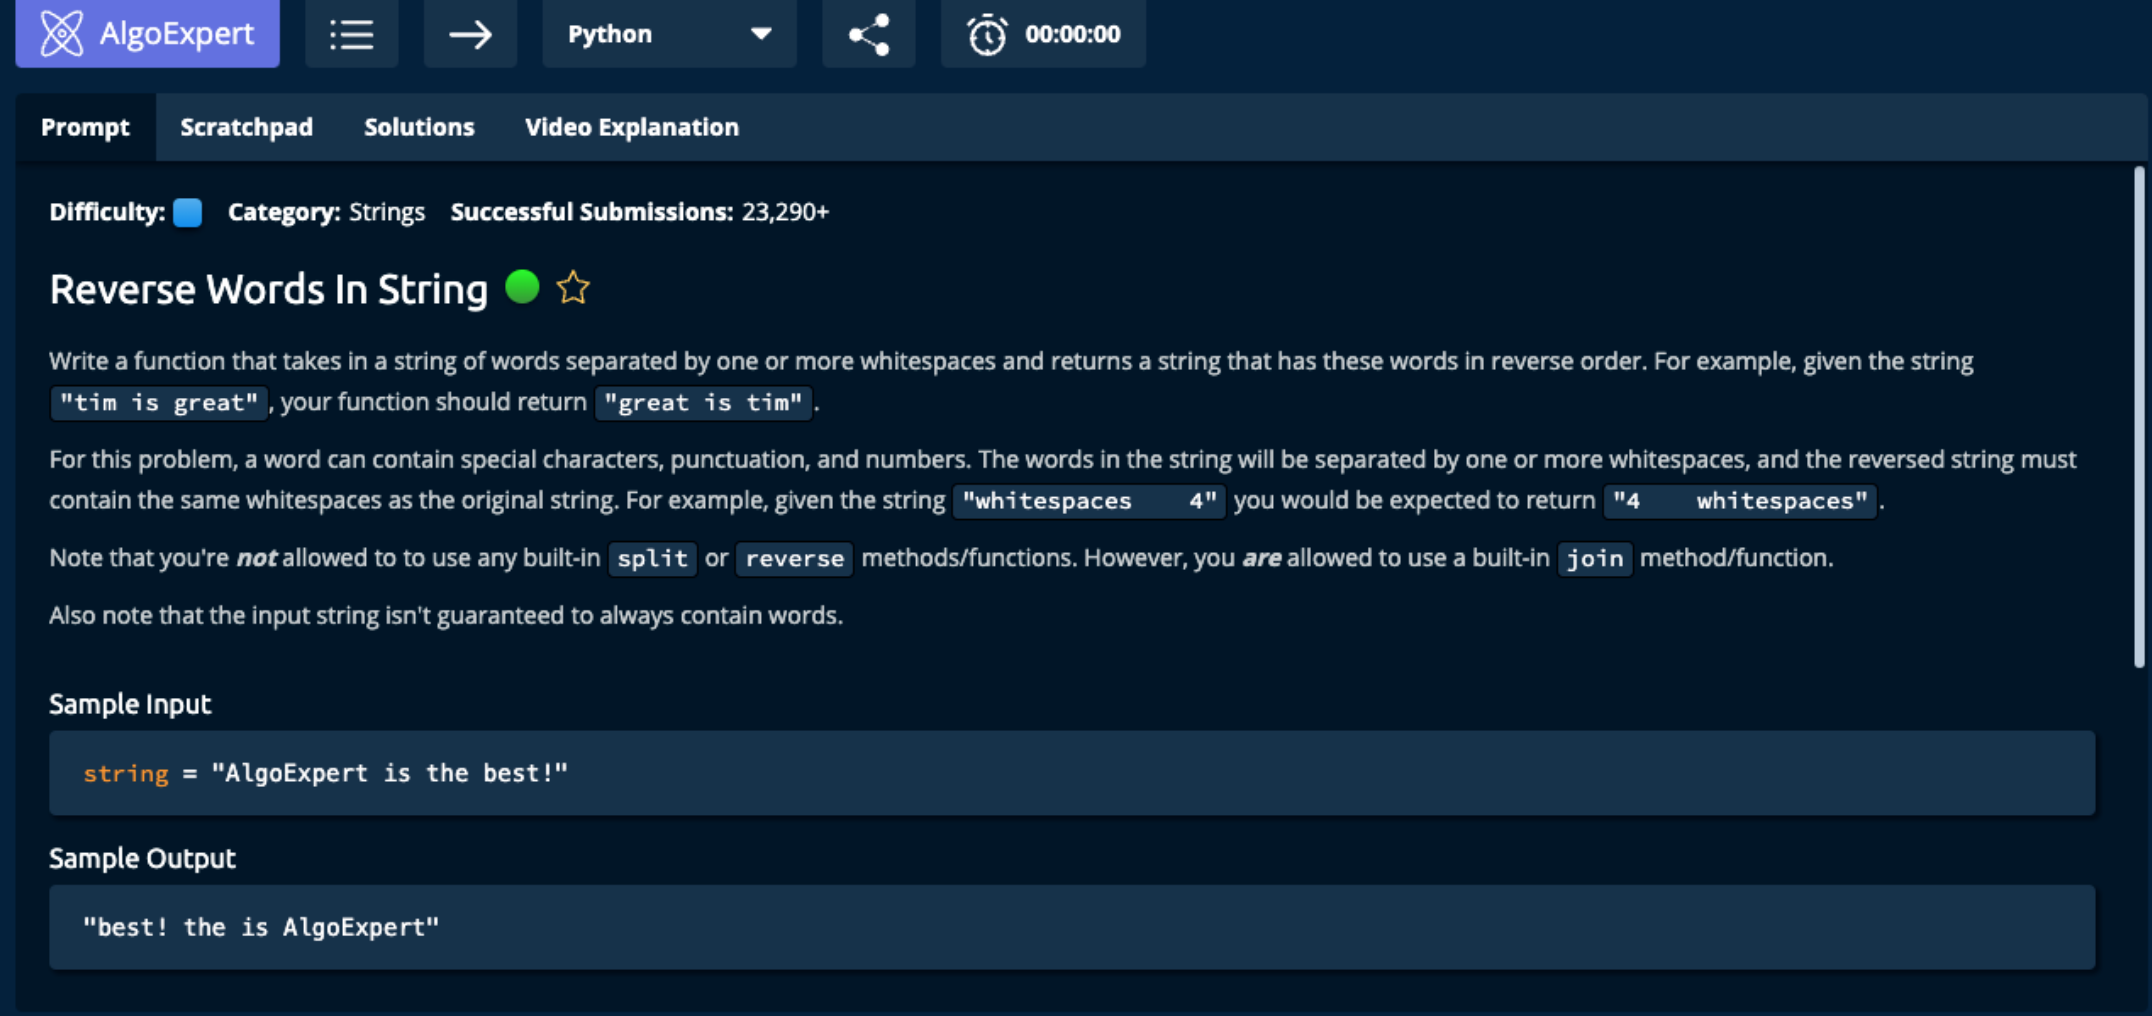 AlgoExpert
Python
00:00:00
Prompt Scratchpad Solutions Video Explanation
Difficulty: Category: Strings Successful Submissions: 23,290+
Reverse Words In String
Write a function that takes in a string of words separated by one or more whitespaces and returns a string that has these words in reverse order. For example, given the string
"tim is great" , your function should return "great is tim" .
For this problem, a word can contain special characters, punctuation, and numbers. The words in the string will be separated by one or more whitespaces, and the reversed string must
contain the same whitespaces as the original string. For example, given the string "whitespaces    4" you would be expected to return "4    whitespaces" .
Note that you're not allowed to to use any built-in split or reverse methods/functions. However, you are allowed to use a built-in join method/function.
Also note that the input string isn't guaranteed to always contain words.
Sample Input
string = "AlgoExpert is the best!"
Sample Output
"best! the is AlgoExpert"